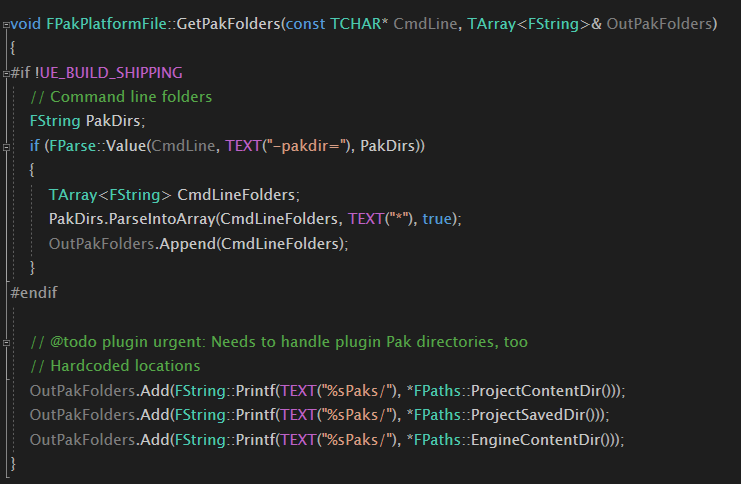 void FPakPlatformFile::GetPakFolders(const TCHAR* CmdLine, TArray<FString>& OutPakFolders)
{
#if !UE_BUILD_SHIPPING
// Command line folders
FString PakDirs;
if (FParse::Value(CmdLine, TEXT("-pakdir="), PakDirs))
{
TArray<FString> CmdLineFolders;
PakDirs.ParseIntoArray(CmdLineFolders, TEXT("*"), true);
OutPakFolders.Append(CmdLineFolders);
}
#endif
// @todo plugin urgent: Needs to handle plugin Pak directories, too
// Hardcoded locations
OutPakFolders.Add(FString::Printf(TEXT("%sPaks/"), *FPaths::ProjectContentDir()));
OutPakFolders.Add(FString::Printf(TEXT("%sPaks/"), *FPaths::ProjectSavedDir()));
OutPakFolders.Add(FString::Printf(TEXT("%sPaks/"), *FPaths::EngineContentDir()));
}